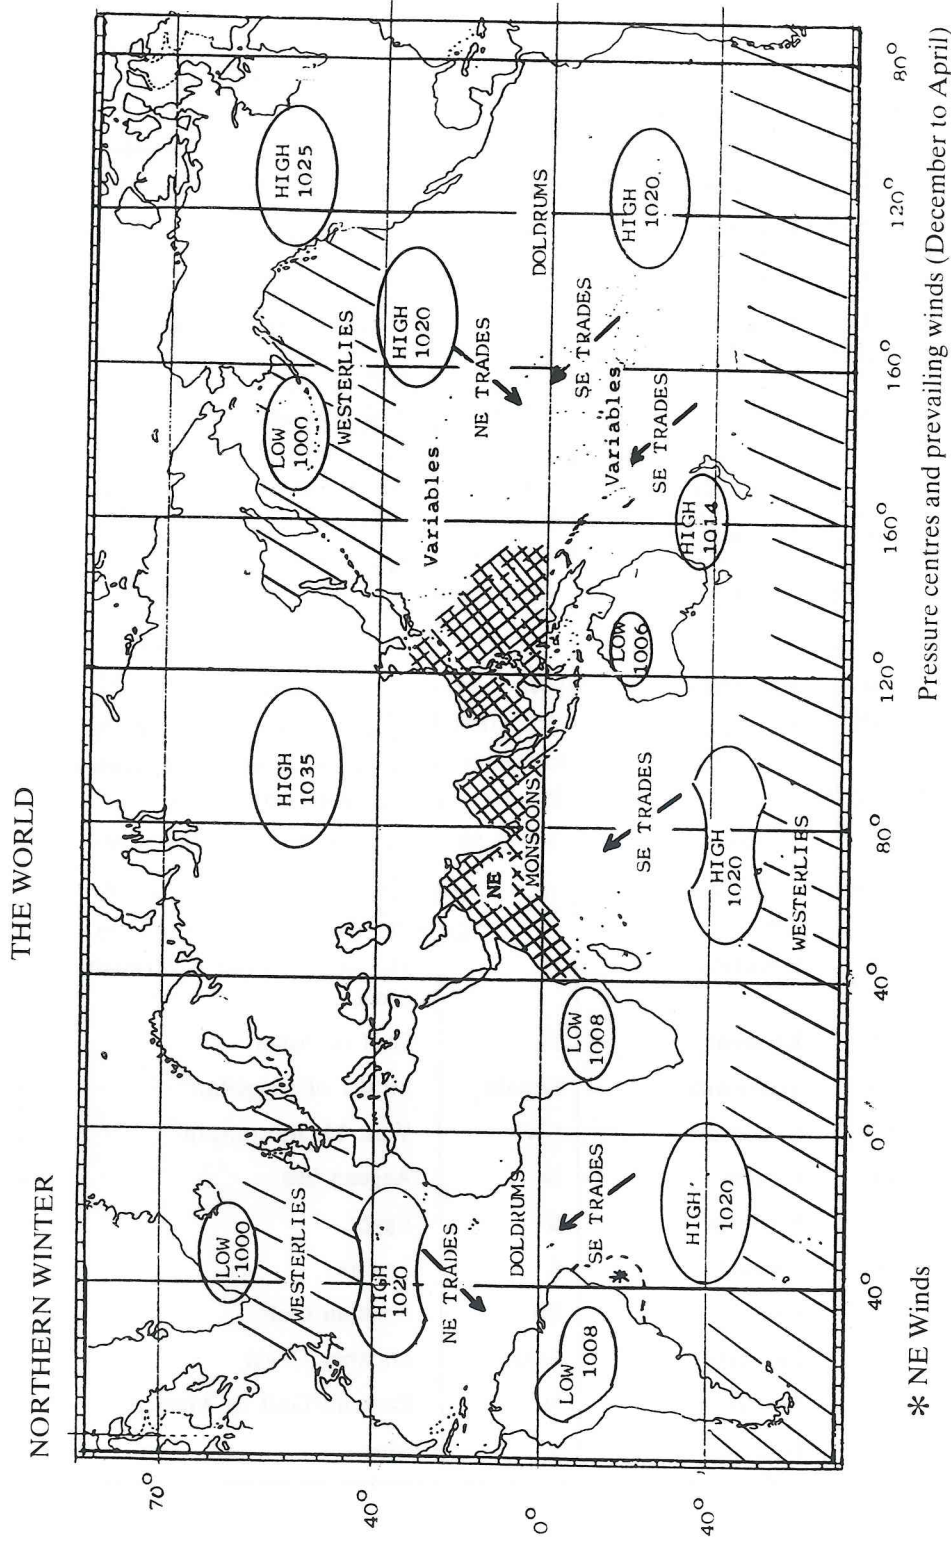 THE WORLD
NORTHERN WINTER
70°
40°
0°
40°
LOW
1000
WESTERLIES
HIGH
1020
NE TRADES
DOLDRUMS
LOW
1008
SE TRADES
*
HIGH
1020
LOW
1008
HIGH
1035
NE
MONSOONS
SE TRADES
HIGH
1020
WESTERLIES
LOW
1006
HIGH
1014
LOW
1000
WESTERLIES
Variables
HIGH
1020
NE TRADES
SE TRADES
Variables
SE TRADES
HIGH
1025
DOLDRUMS
HIGH
1020
40°
0°
40°
80°
120°
160°
160°
120°
80°
* NE Winds
Pressure centres and prevailing winds (December to April)